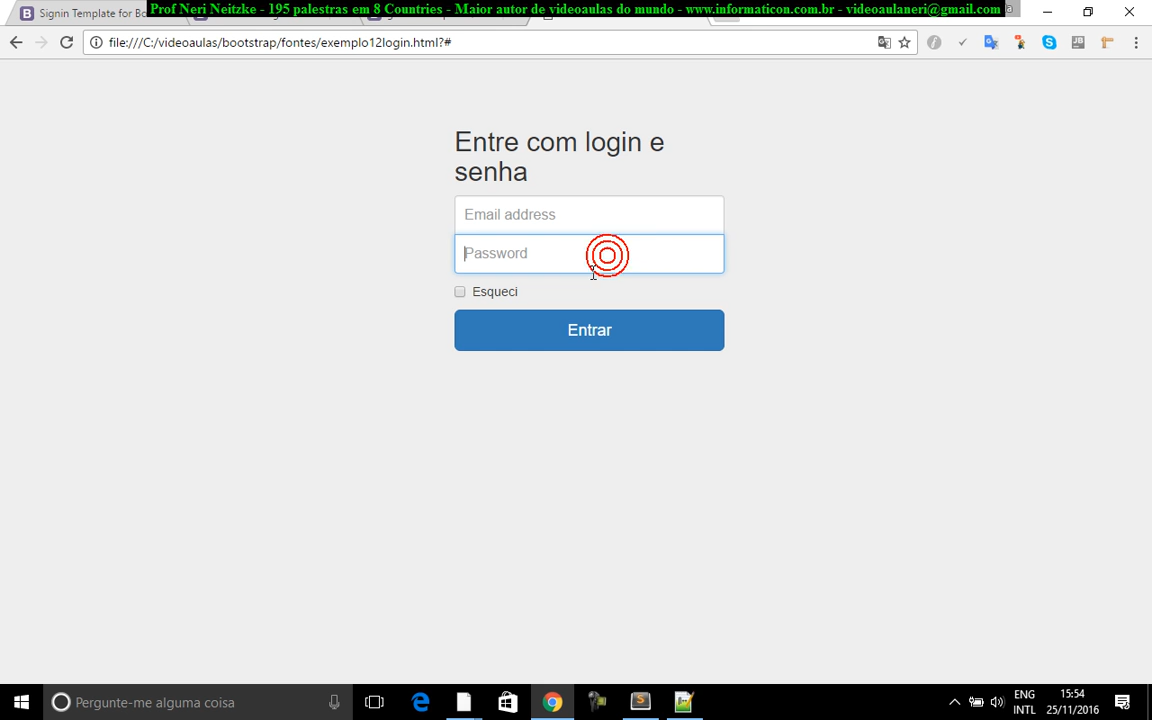 Prof Neri Neitzke - 195 palestras em 8 Countries - Maior autor de videoaulas do mundo - www.informaticon.com.br - videoaulaneri@gmail.com
Signin Template for Bo
file:///C:/videoaulas/bootstrap/fontes/exemplo12login.html?#
Entre com login e
senha
Email address
Password
Esqueci
Entrar
Pergunte-me alguma coisa
ENG
INTL
15:54
25/11/2016